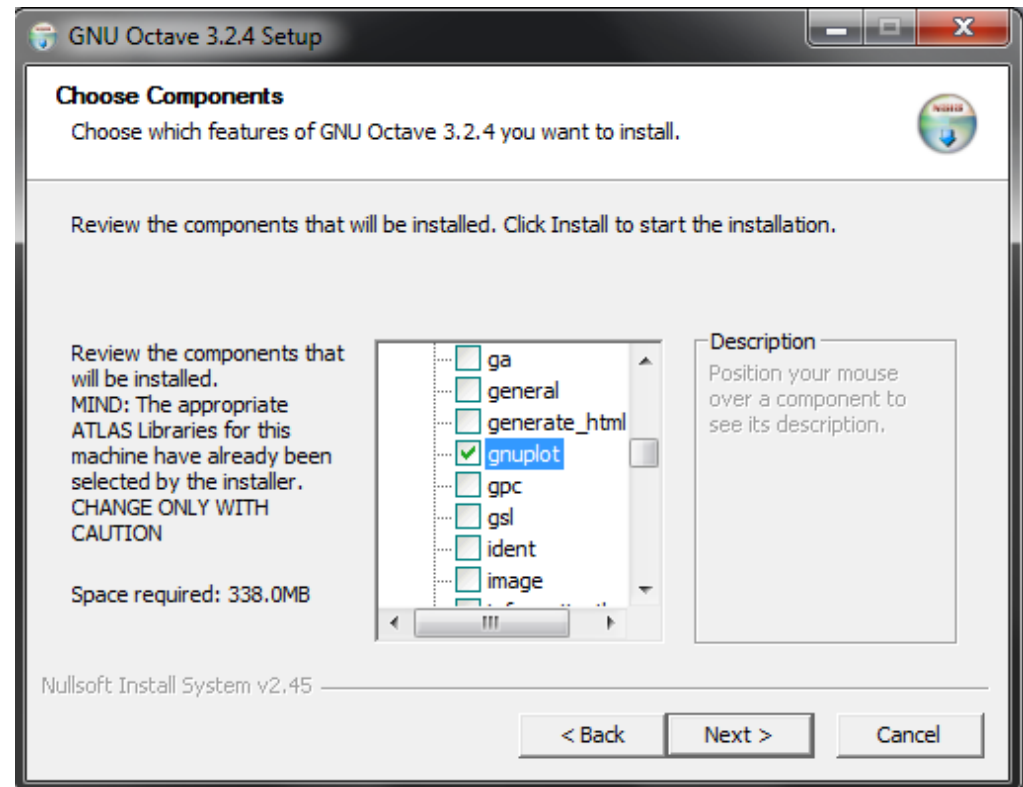 GNU Octave 3.2.4 Setup
Choose Components
Choose which features of GNU Octave 3.2.4 you want to install.
Review the components that will be installed. Click Install to start the installation.
Review the components that
will be installed.
MIND: The appropriate
ATLAS Libraries for this
machine have already been
selected by the installer.
CHANGE ONLY WITH
CAUTION
Space required: 338.0MB
ga
general
generate_html
gnuplot
gpc
gsl
ident
image
Description
Position your mouse
over a component to
see its description.
Nullsoft Install System v2.45
< Back
Next >
Cancel